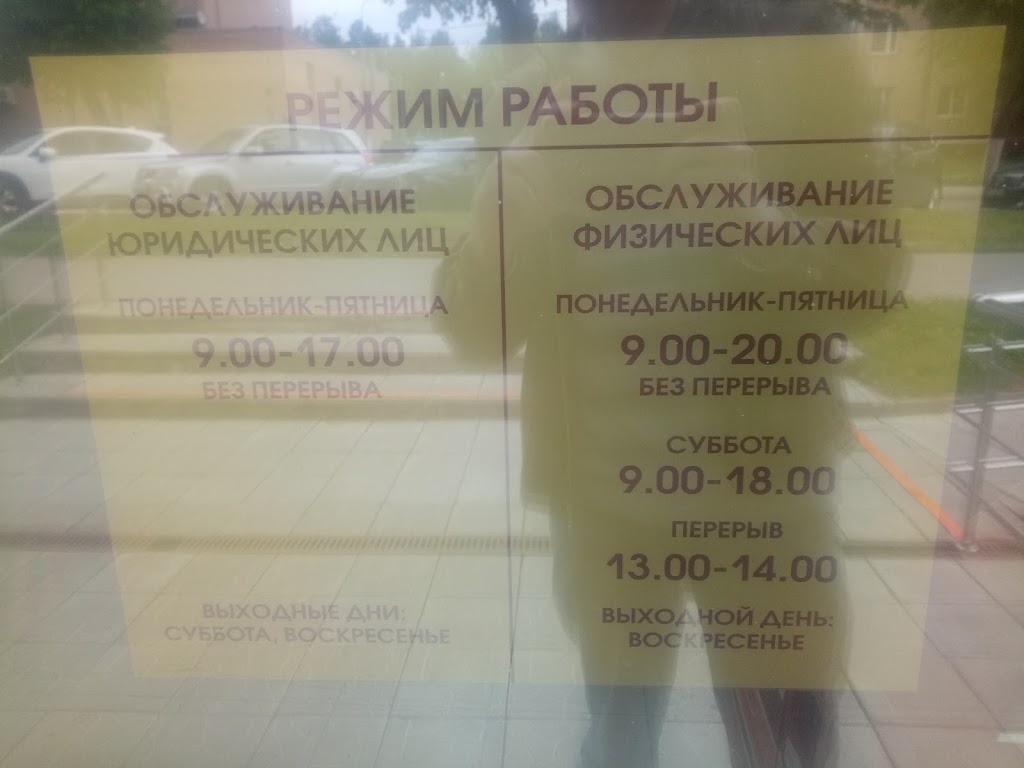 РЕЖИМ РАБОТЫ
ОБСЛУЖИВАНИЕ
ЮРИДИЧЕСКИХ ЛИЦ
ПОНЕДЕЛЬНИК-ПЯТНИЦА
9.00-17.00
БЕЗ ПЕРЕРЫВА
ВЫХОДНЫЕ ДНИ:
СУББОТА, ВОСКРЕСЕНЬЕ
ОБСЛУЖИВАНИЕ
ФИЗИЧЕСКИХ ЛИЦ
ПОНЕДЕЛЬНИК-ПЯТНИЦА
9.00-20.00
БЕЗ ПЕРЕРЫВА
СУББОТА
9.00-18.00
ПЕРЕРЫВ
13.00-14.00
ВЫХОДНОЙ ДЕНЬ:
ВОСКРЕСЕНЬЕ